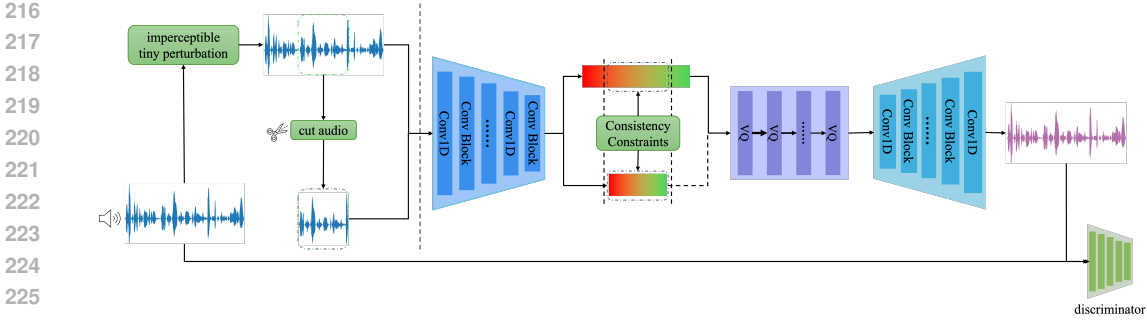 216
217
218
219
220
221
222
223
224
225
imperceptible
tiny perturbation
cut audio
Conv1D
Conv Block
......
Conv1D
Conv Block
Consistency
Constraints
VQ
VQ
.....
VQ
Conv1D
Conv Block
......
Conv Block
Conv1D
discriminator